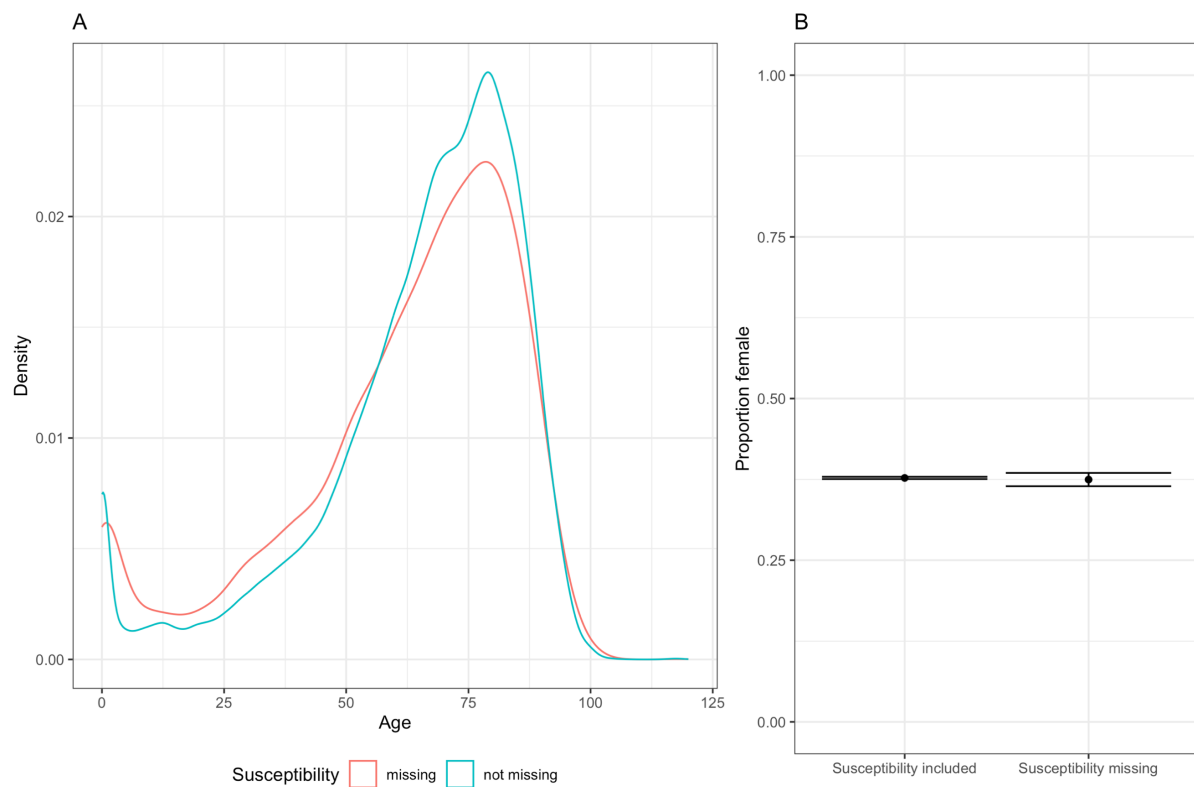 A
B
Density
0.02
0.01
0.00
0
25
50
75
100
125
Age
Susceptibility missing not missing
Proportion female
1.00
0.75
0.50
0.25
0.00
Susceptibility included
Susceptibility missing